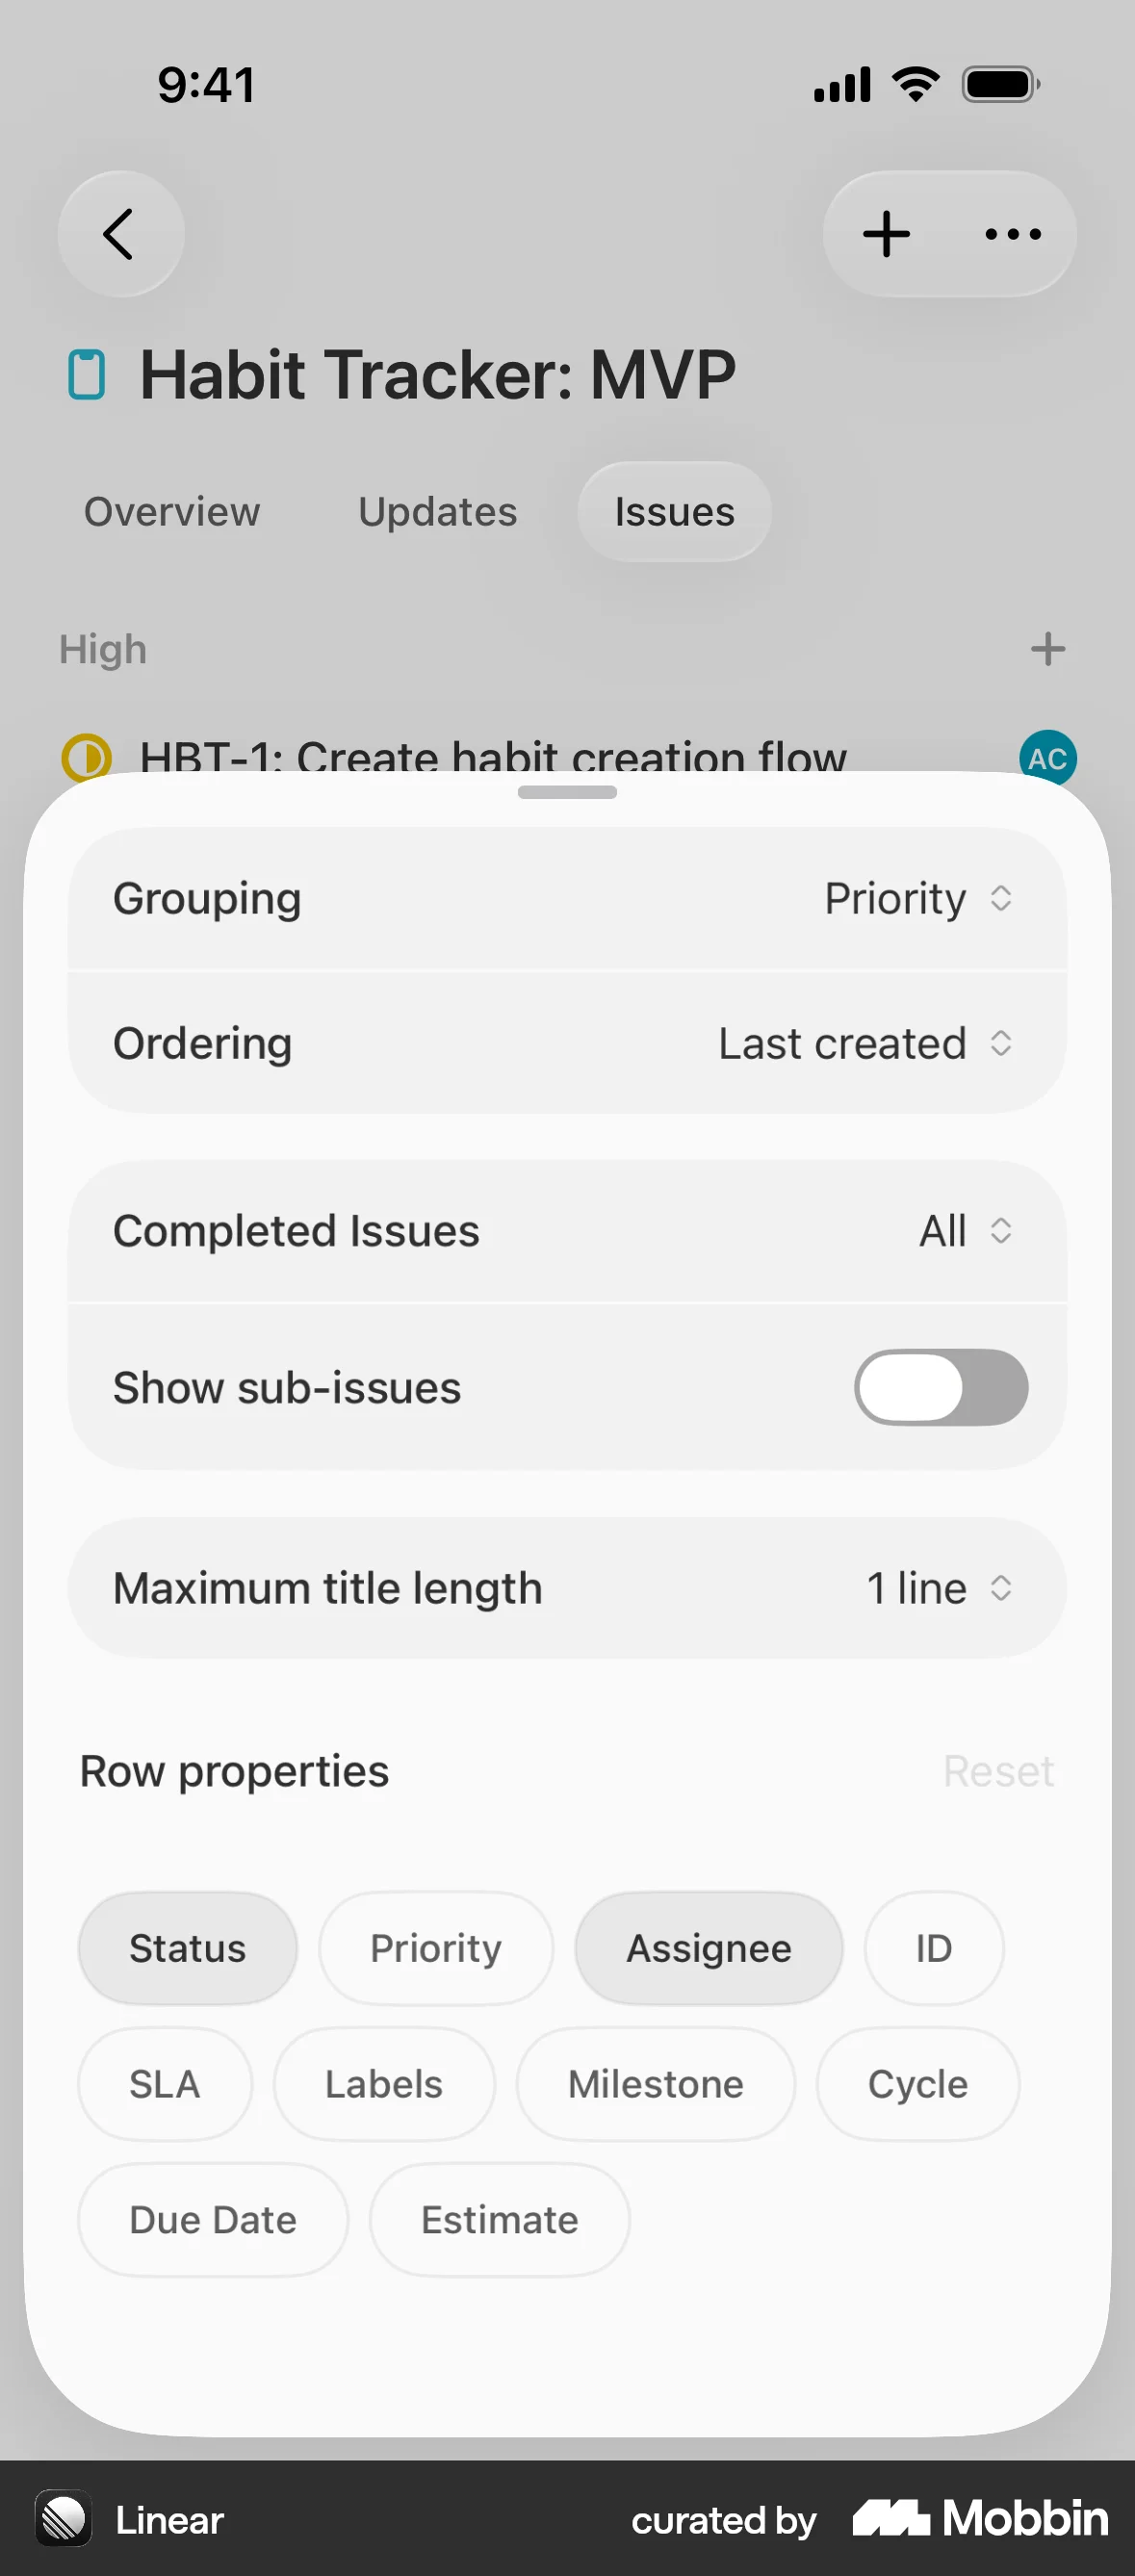 9:41
Habit Tracker: MVP
Overview Updates Issues
High
HBT-1: Create habit creation flow AC
Grouping Priority
Ordering Last created
Completed Issues All
Show sub-issues
Maximum title length 1 line
Row properties Reset
Status Priority Assignee ID
SLA Labels Milestone Cycle
Due Date Estimate
Linear curated by Mobbin